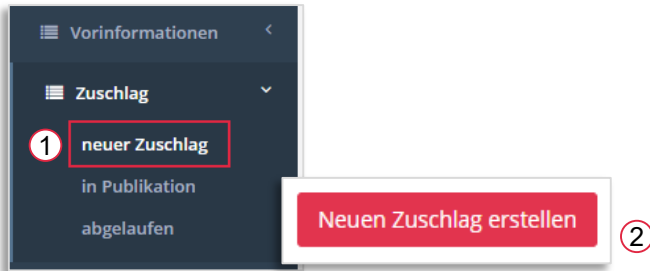 Vorinformationen
Zuschlag
1 neuer Zuschlag
in Publikation
abgelaufen
Neuen Zuschlag erstellen 2